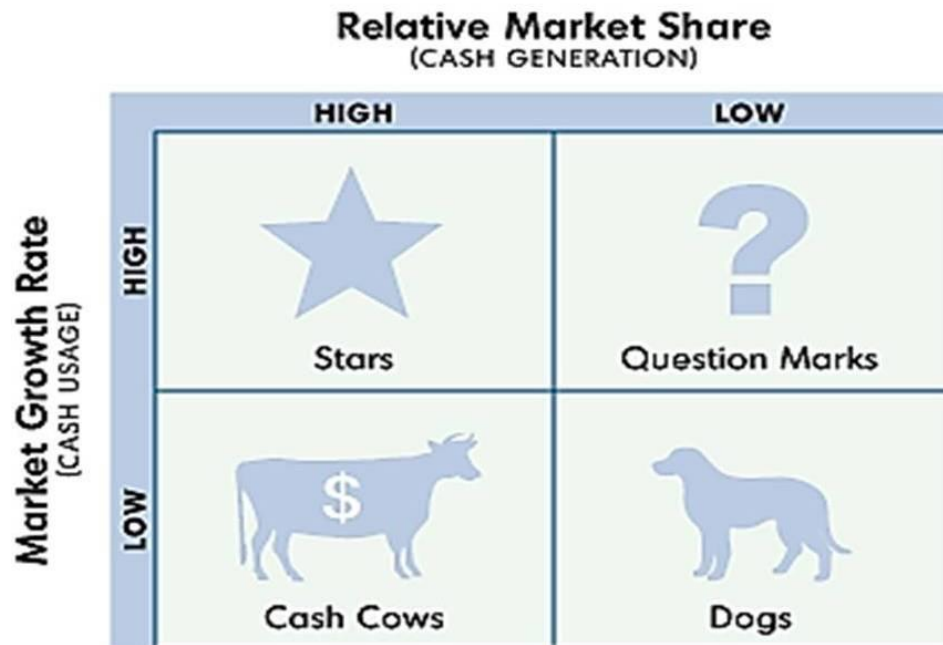 Relative Market Share
(CASH GENERATION)
HIGH
LOW
Market Growth Rate
(CASH USAGE)
HIGH
Stars
Question Marks
LOW
$
Cash Cows
Dogs